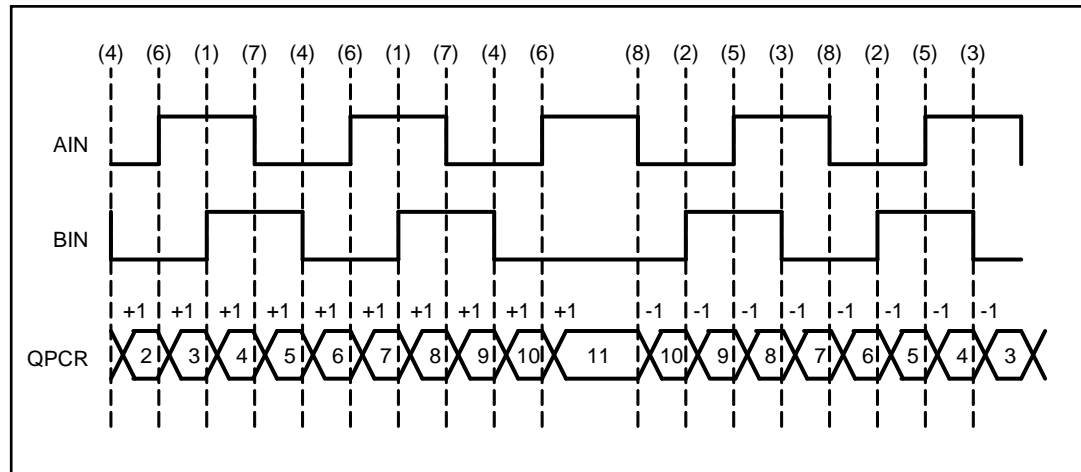 (4) (6) (1) (7) (4) (6) (1) (7) (4) (6) (8) (2) (5) (3) (8) (2) (5) (3)
AIN
BIN
+1 +1 +1 +1 +1 +1 +1 +1 +1 +1 -1 -1 -1 -1 -1 -1 -1 -1
QPCR 2 3 4 5 6 7 8 9 10 11 10 9 8 7 6 5 4 3